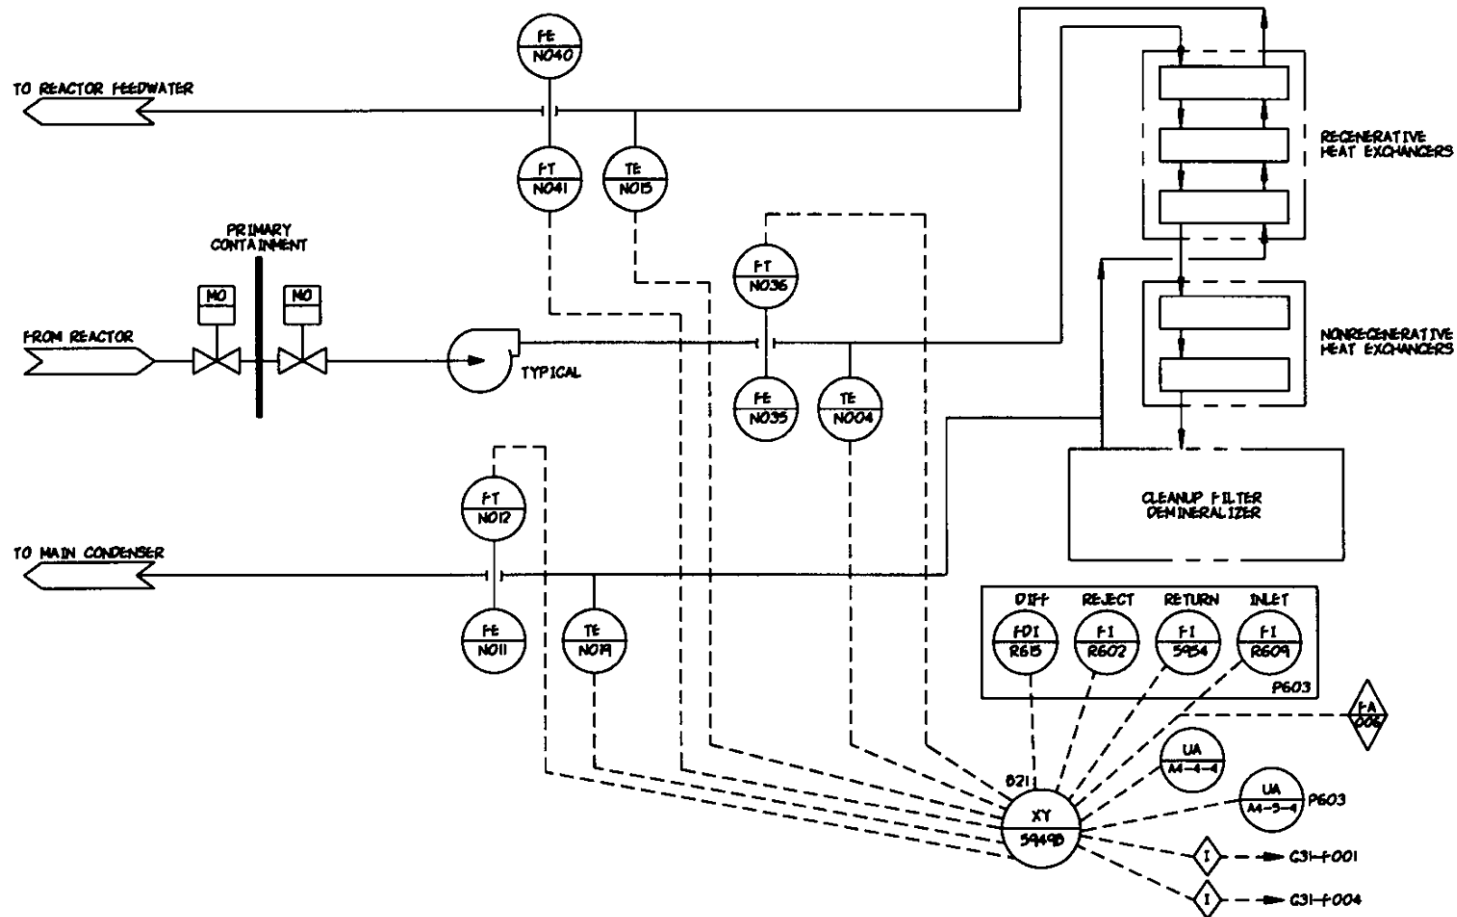 FE
N040
TO REACTOR FEEDWATER
FT
N041
TE
N015
REGENERATIVE
HEAT EXCHANGERS
PRIMARY
CONTAINMENT
MO
MO
FT
N036
FROM REACTOR
TYPICAL
NONREGENERATIVE
HEAT EXCHANGERS
FE
N035
TE
N004
FT
N012
CLEANUP FILTER
DEMINERALIZER
TO MAIN CONDENSER
FE
N011
TE
N019
DIFF
REJECT
RETURN
INLET
FDI
R615
FI
R602
FI
5954
FI
R609
P603
FA
006
UA
A4-4-4
821
UA
A4-3-4
P603
XY
5949B
I
G31-F001
I
G31-F004